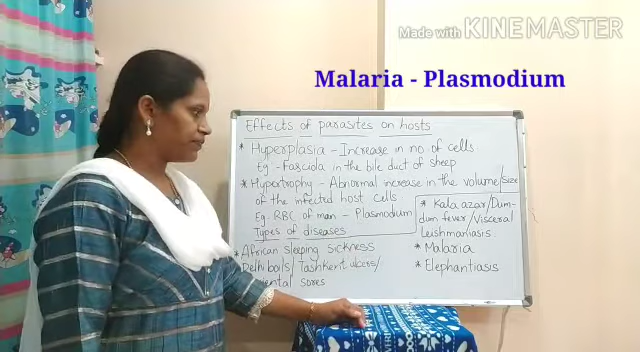 Made with KINEMASTER
Malaria - Plasmodium
Effects of parasites on hosts
* Hyperplasia - Increase in no of cells
Eg - Fasciola in the bile duct of sheep
* Hypertrophy - Abnormal increase in the volume/size
of the infected host cells
Eg - RBC of man - Plasmodium
Types of diseases
* African sleeping sickness
* Delhi boils/ Tashkent ulcers/
ental sores
* Kala azar/Dum-
dum fever/Visceral
Leishmaniasis
* Malaria
* Elephantiasis